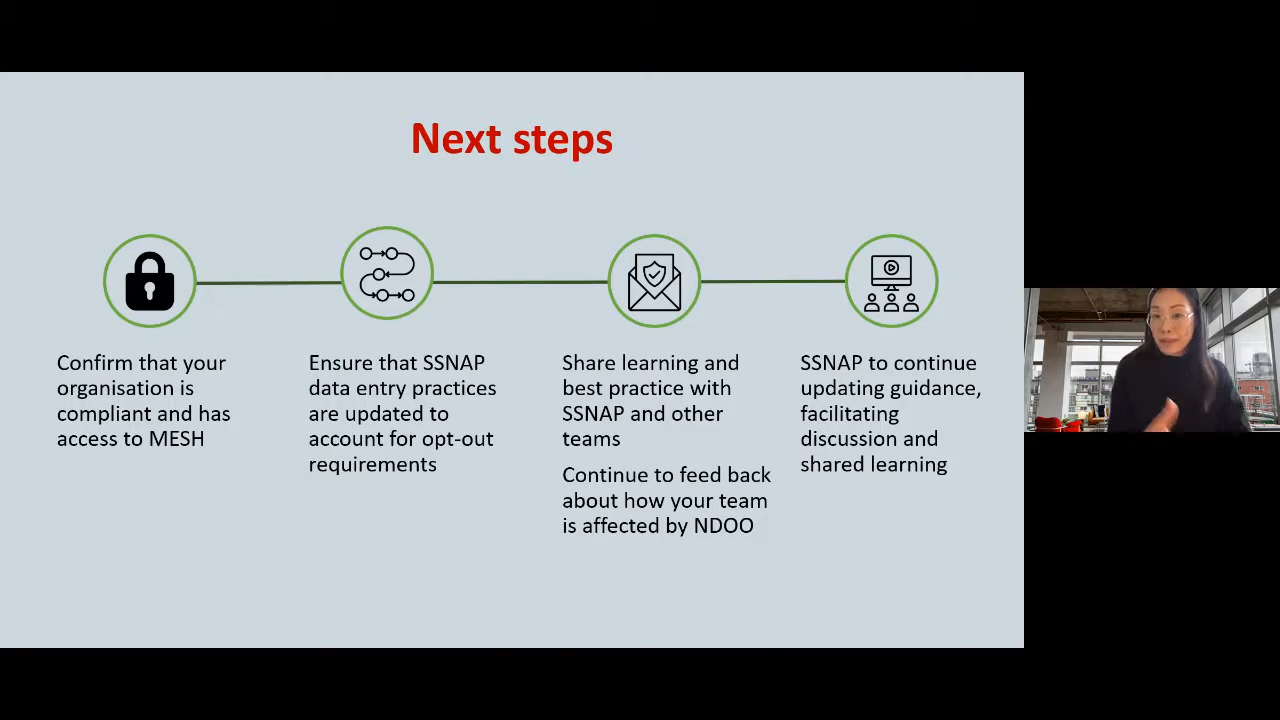 Next steps
Confirm that your
organisation is
compliant and has
access to MESH
Ensure that SSNAP
data entry practices
are updated to
account for opt-out
requirements
Share learning and
best practice with
SSNAP and other
teams
Continue to feed back
about how your team
is affected by NDOO
SSNAP to continue
updating guidance,
facilitating
discussion and
shared learning